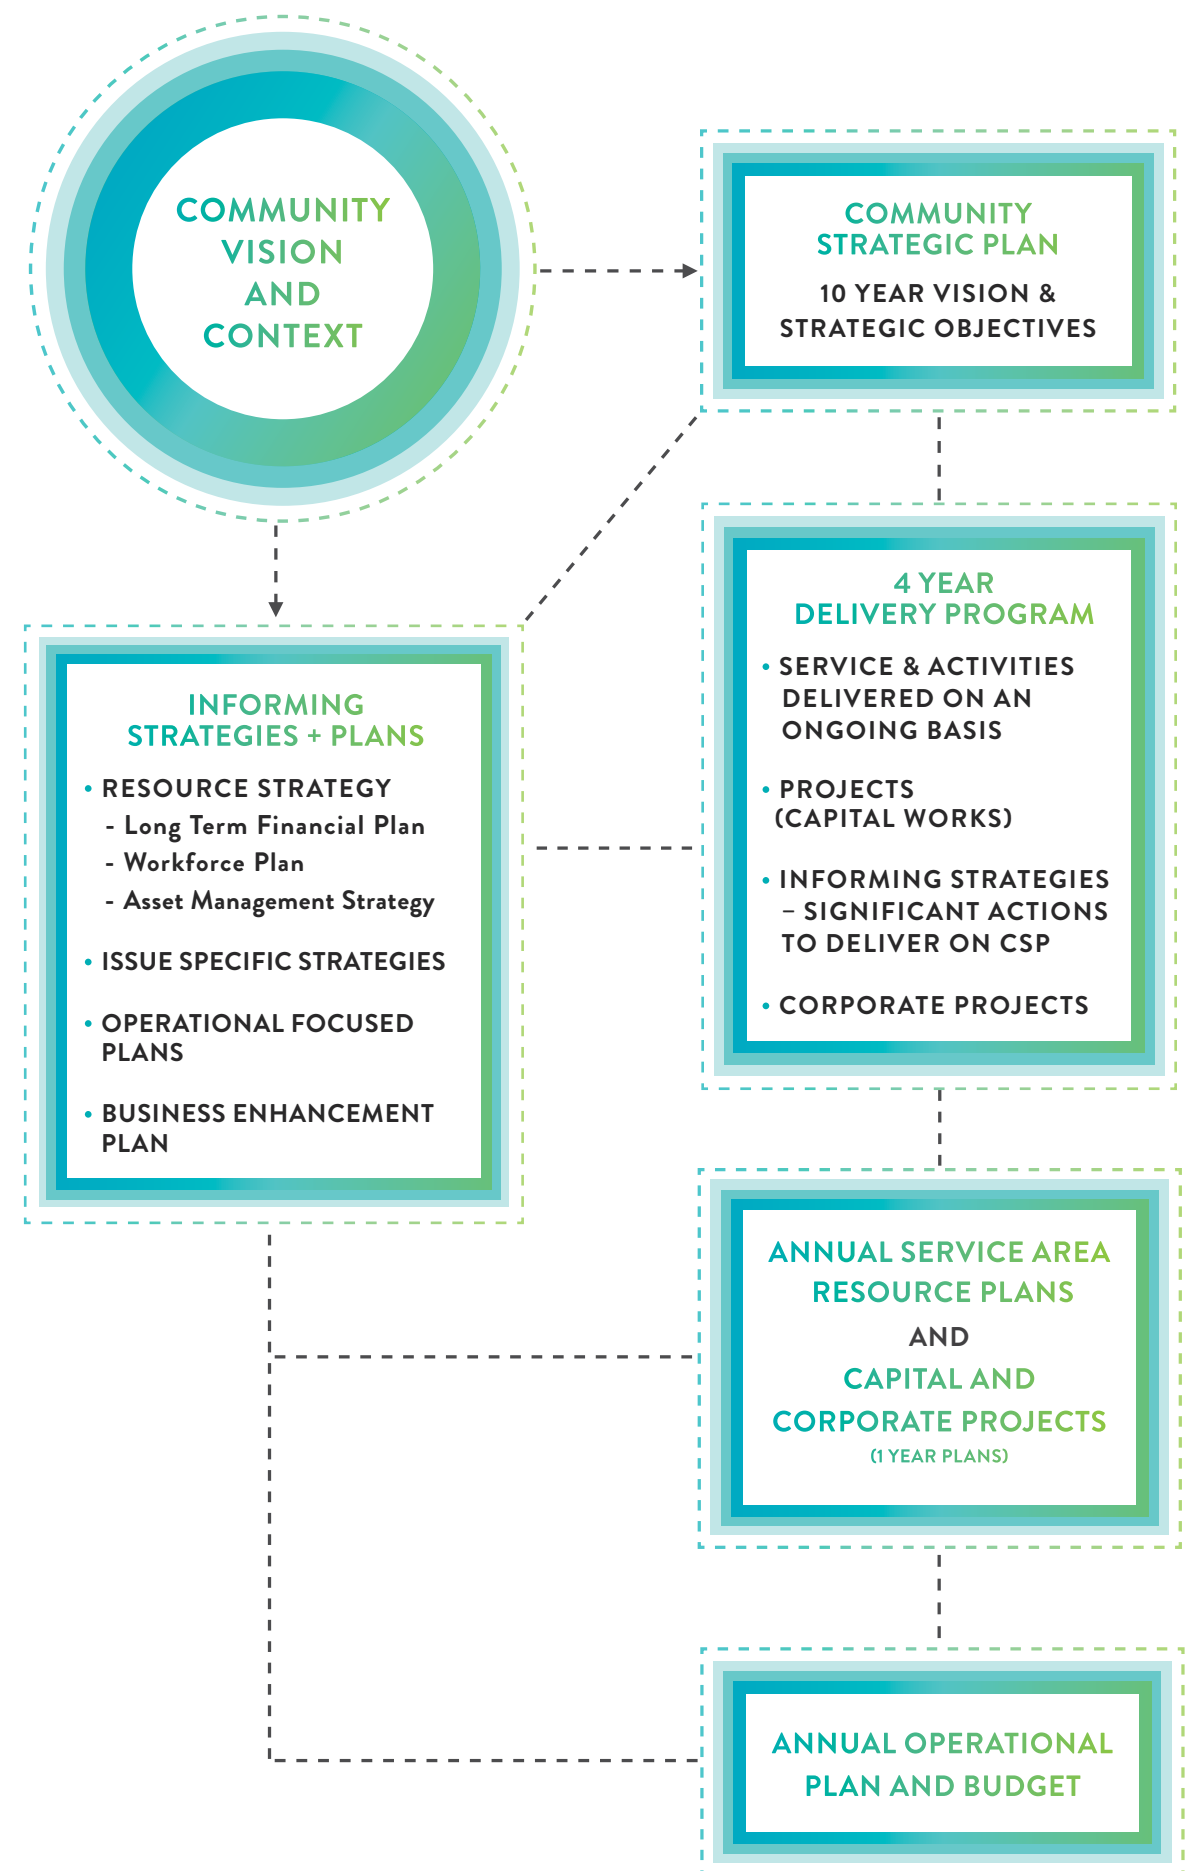 COMMUNITY
VISION
AND
CONTEXT
COMMUNITY
STRATEGIC PLAN
10 YEAR VISION &
STRATEGIC OBJECTIVES
4 YEAR
DELIVERY PROGRAM
• SERVICE & ACTIVITIES
DELIVERED ON AN
ONGOING BASIS
• PROJECTS
(CAPITAL WORKS)
• INFORMING STRATEGIES
– SIGNIFICANT ACTIONS
TO DELIVER ON CSP
• CORPORATE PROJECTS
INFORMING
STRATEGIES + PLANS
• RESOURCE STRATEGY
- Long Term Financial Plan
- Workforce Plan
- Asset Management Strategy
• ISSUE SPECIFIC STRATEGIES
• OPERATIONAL FOCUSED
PLANS
• BUSINESS ENHANCEMENT
PLAN
ANNUAL SERVICE AREA
RESOURCE PLANS
AND
CAPITAL AND
CORPORATE PROJECTS
(1 YEAR PLANS)
ANNUAL OPERATIONAL
PLAN AND BUDGET